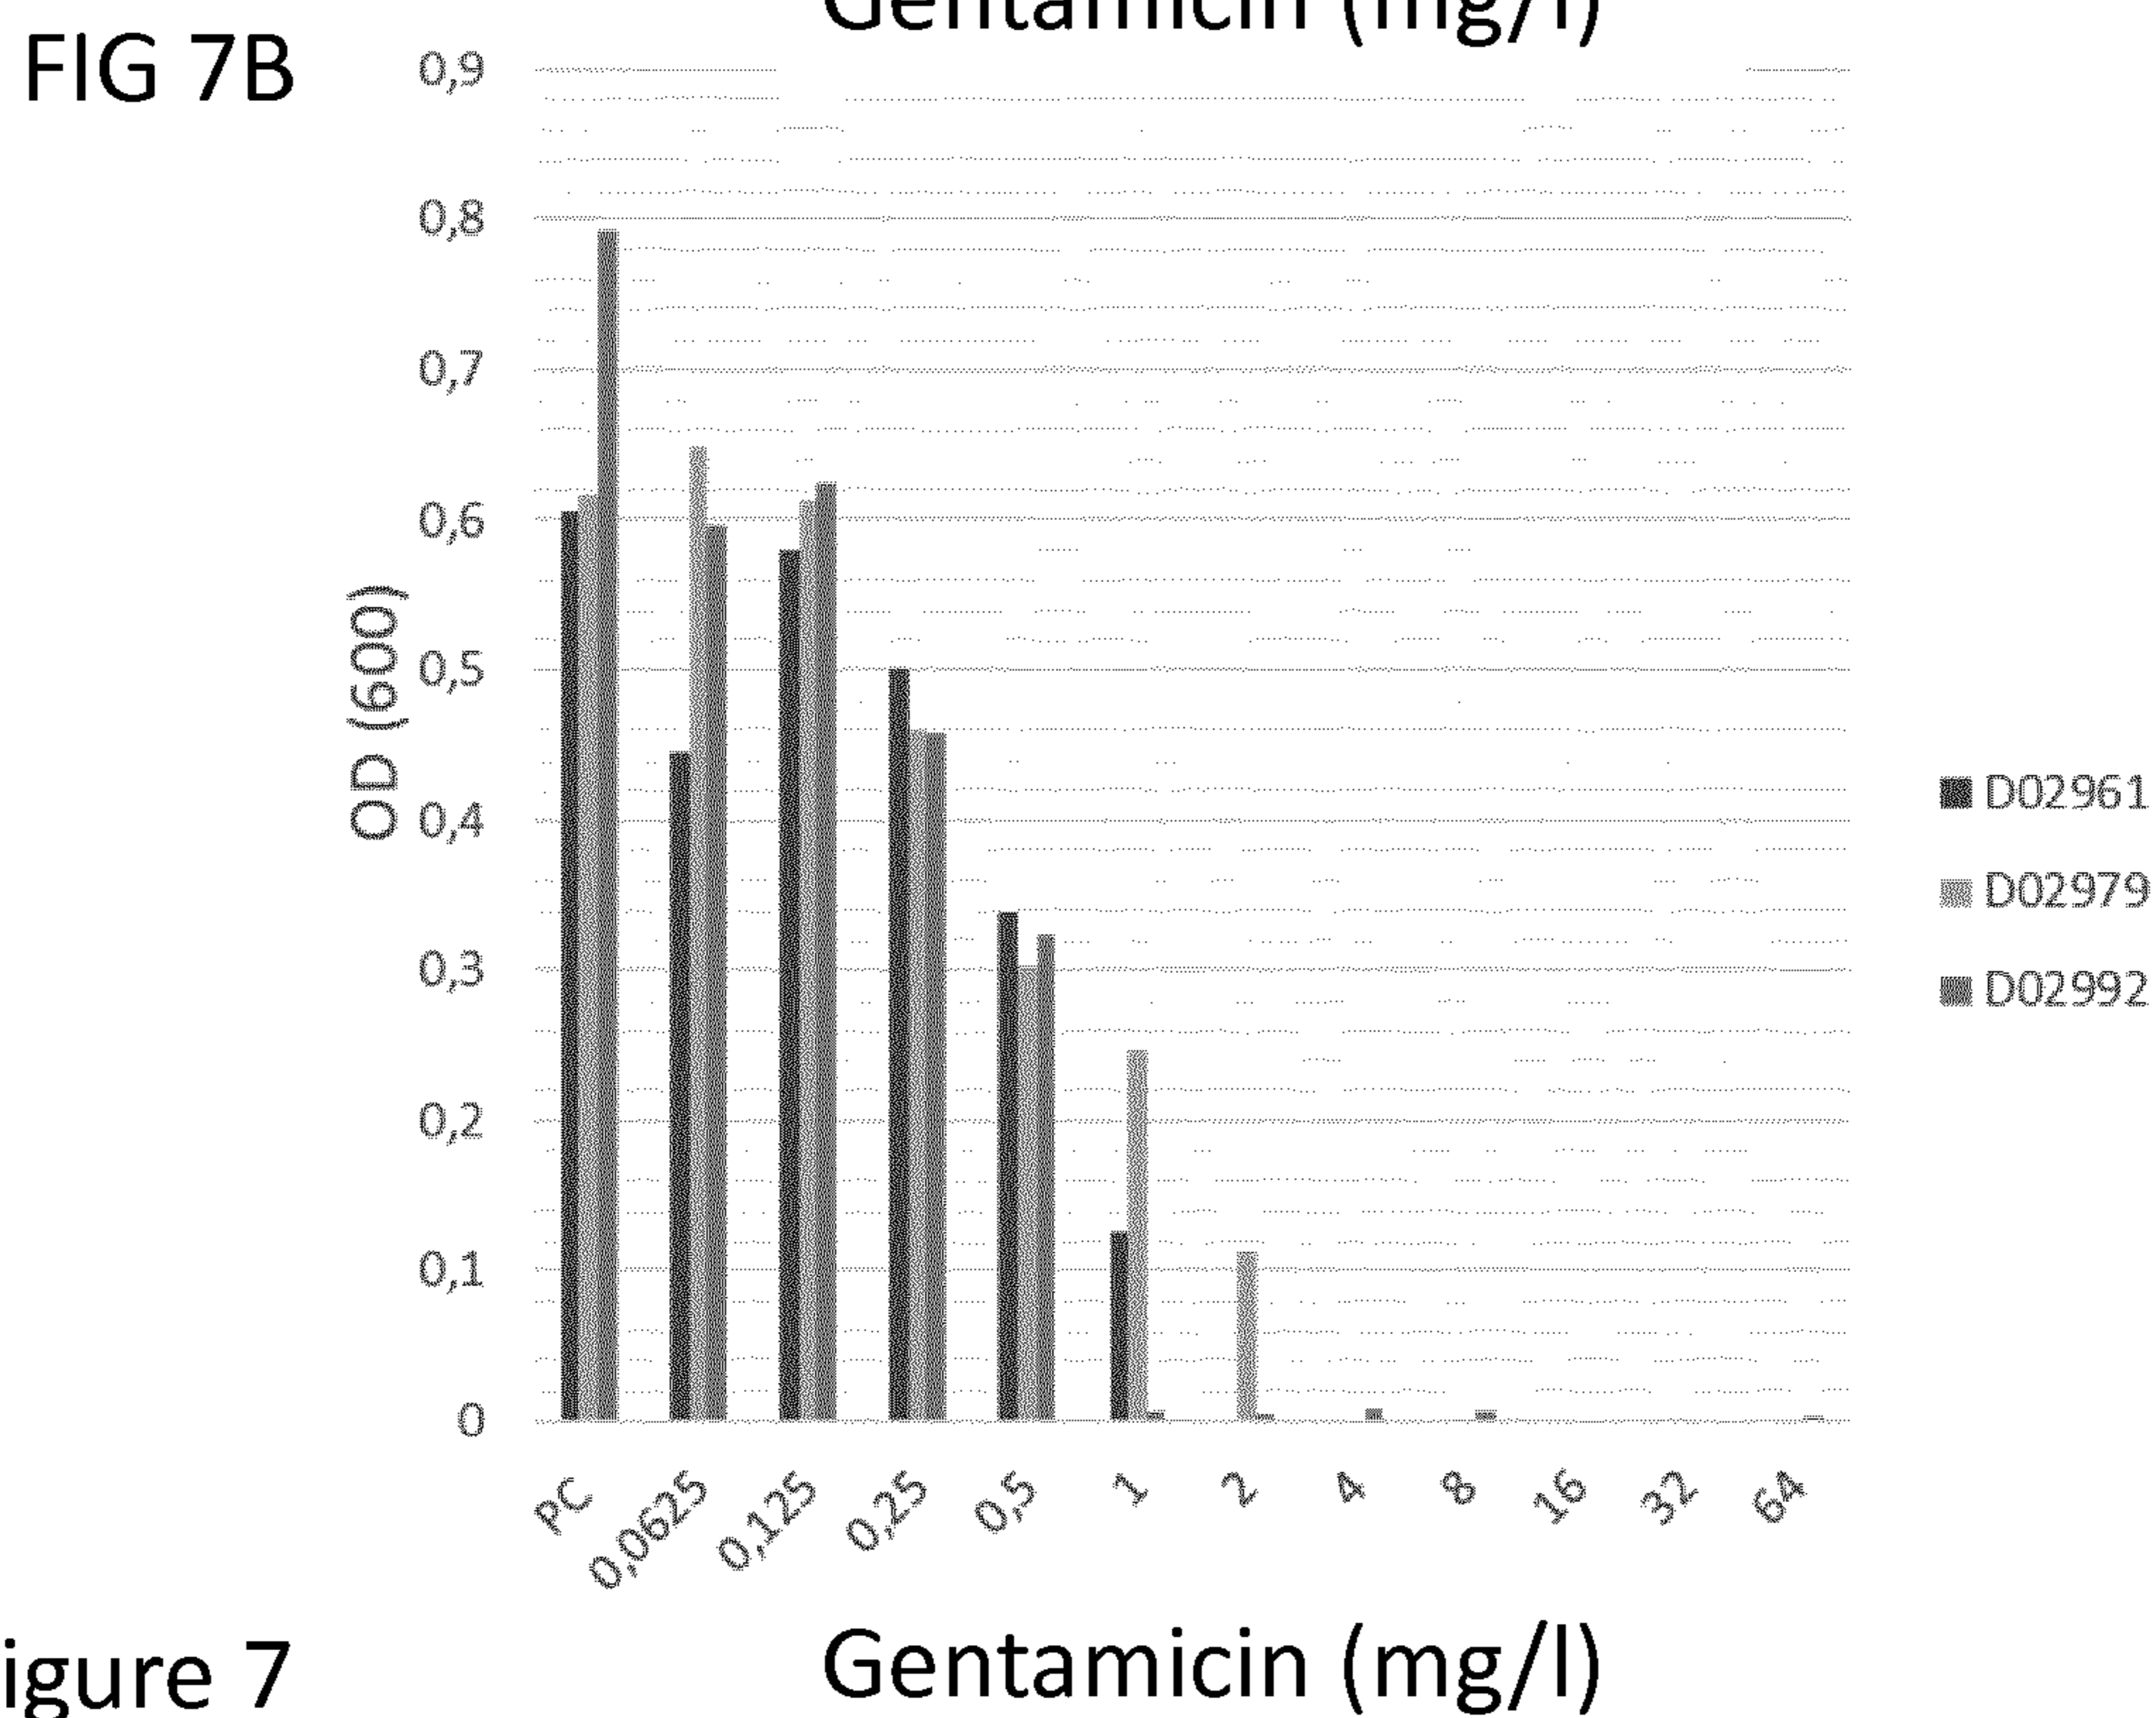 Gentamicin (mg/l)
FIG 7B
0,9
0,8
0,7
0,6
0,5
0,4
0,3
0,2
0,1
0
OD (600)
D02961
D02979
D02992
PC 0,0625 0,125 0,25 0,5 1 2 4 8 16 32 64
Gentamicin (mg/l)
igure 7